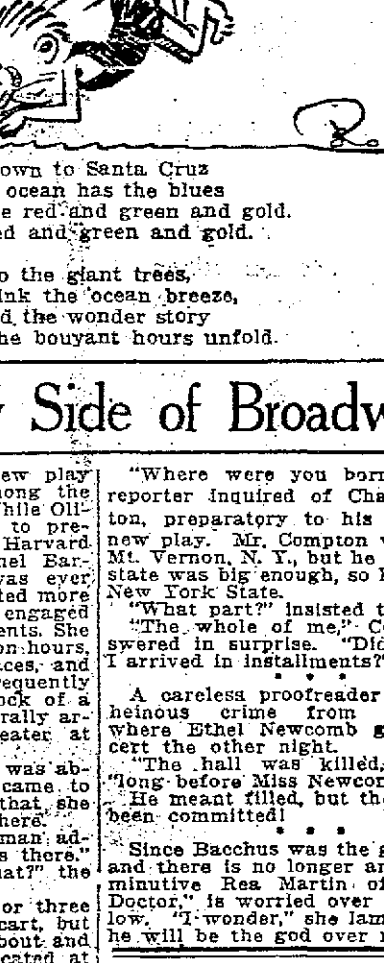 own to Santa Cruz
ocean has the blues
e red and green and gold.
ed and green and gold.
o the giant trees,
ink the ocean breeze,
d the wonder story
he bouyant hours unfold.
Side of Broadw
ew play
mong the
While Oli-
to pre-
Harvard
hel Bar-
was ever
ted more
engaged
ents. She
on hours,
ces, and
requently
ock of a
rally ar-
eater at
was ab-
came to
that she
here."
man ad-
s there."
hat?" the
or three
cart, but
bout and
cated at
"Where were you born
reporter inquired of Cha
ton, preparatory to his
new play. Mr. Compton w
Mt. Vernon, N. Y., but he
state was big enough, so h
New York State.
"What part?" insisted t
"The whole of me," Co
swered in surprise. "Did
I arrived in installments?"
* * *
A careless proofreader
heinous crime from
where Ethel Newcomb g
cert the other night.
"The hall was killed,
"long before Miss Newcom
He meant filled, but the
been committed!
* * *
Since Bacchus was the g
and there is no longer an
minutive Rea Martin of
Doctor," is worried over
low. "I wonder," she lam
he will be the god over n